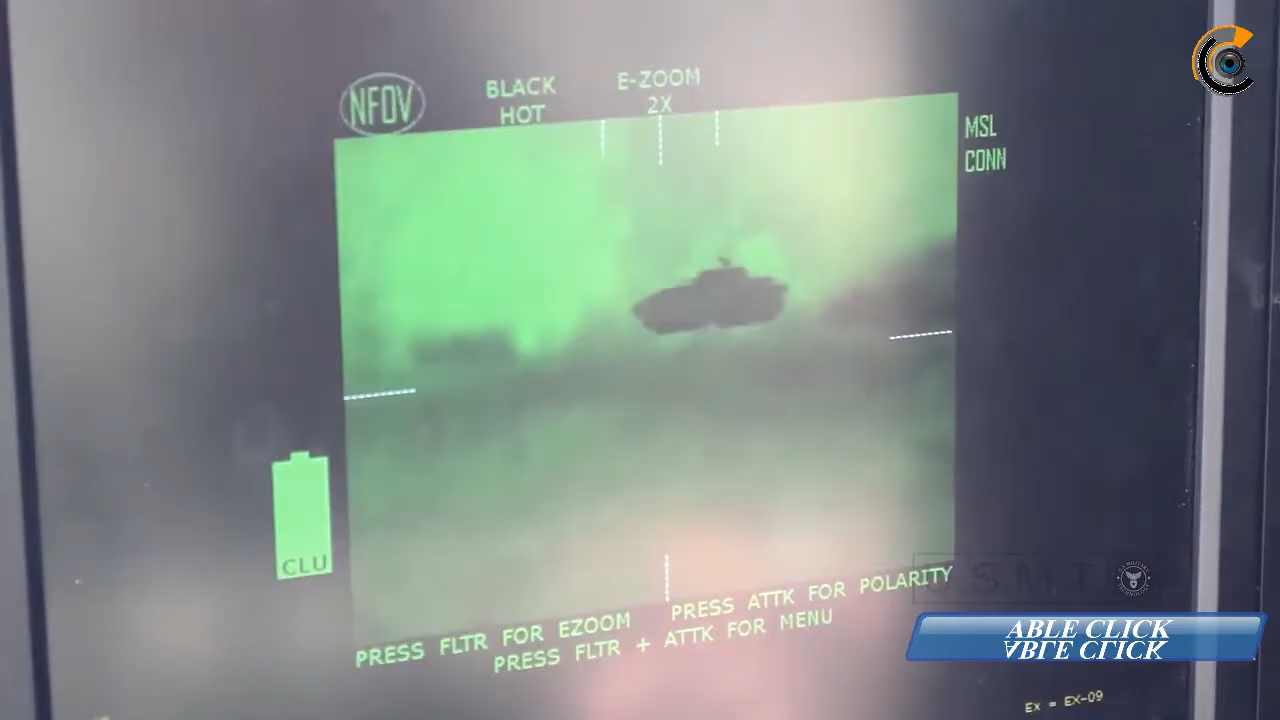 NFOV
BLACK
HOT
E-ZOOM
2X
MSL
CONN
CLU
PRESS FLTR FOR EZOOM
PRESS ATTK FOR POLARITY
PRESS FLTR + ATTK FOR MENU
U.S.M.T
ABLE CLICK
ABLE CLICK
Ex = EX-09